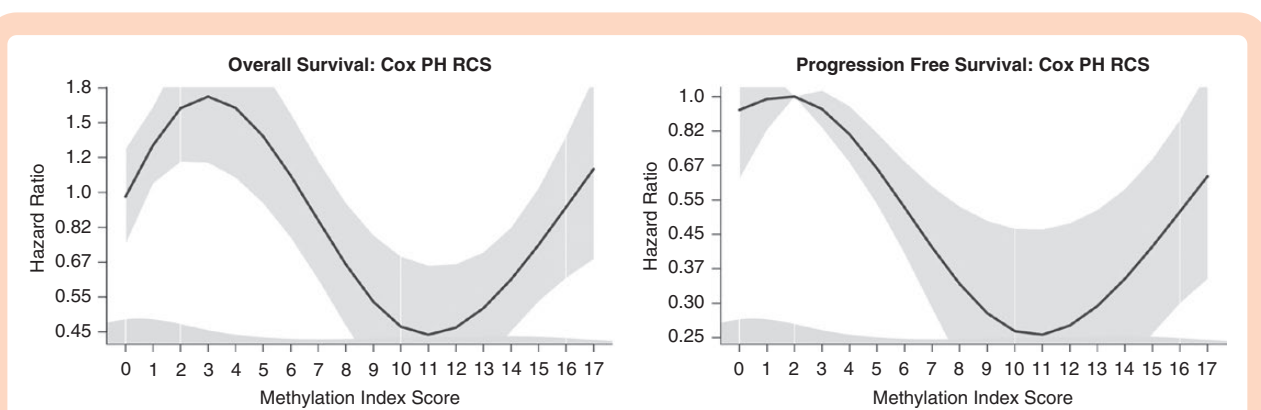 Overall Survival: Cox PH RCS
1.8
1.5
1.2
1.0
0.82
0.67
0.55
0.45
Hazard Ratio
0 1 2 3 4 5 6 7 8 9 10 11 12 13 14 15 16 17
Methylation Index Score
Progression Free Survival: Cox PH RCS
1.0
0.82
0.67
0.55
0.45
0.37
0.30
0.25
Hazard Ratio
0 1 2 3 4 5 6 7 8 9 10 11 12 13 14 15 16 17
Methylation Index Score